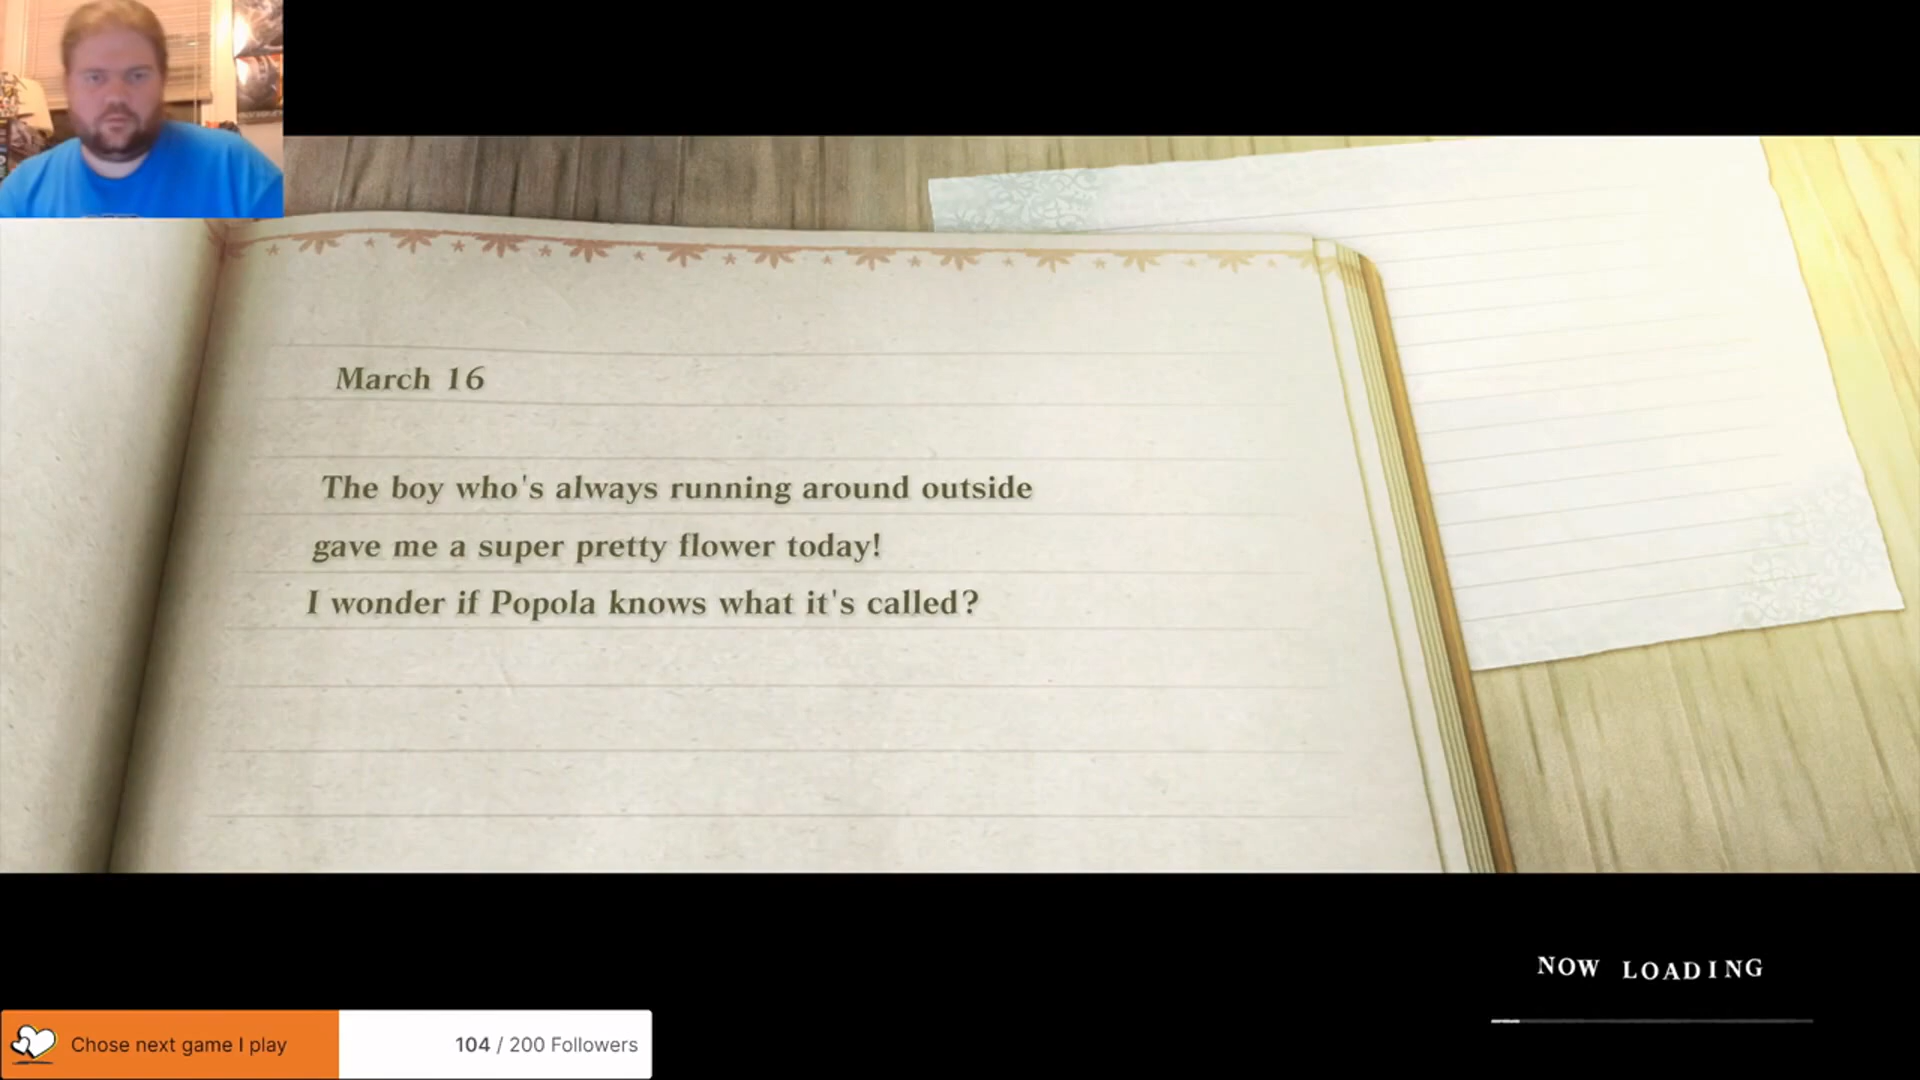 March 16
The boy who's always running around outside
gave me a super pretty flower today!
I wonder if Popola knows what it's called?
NOW LOADING
Chose next game I play
104 / 200 Followers